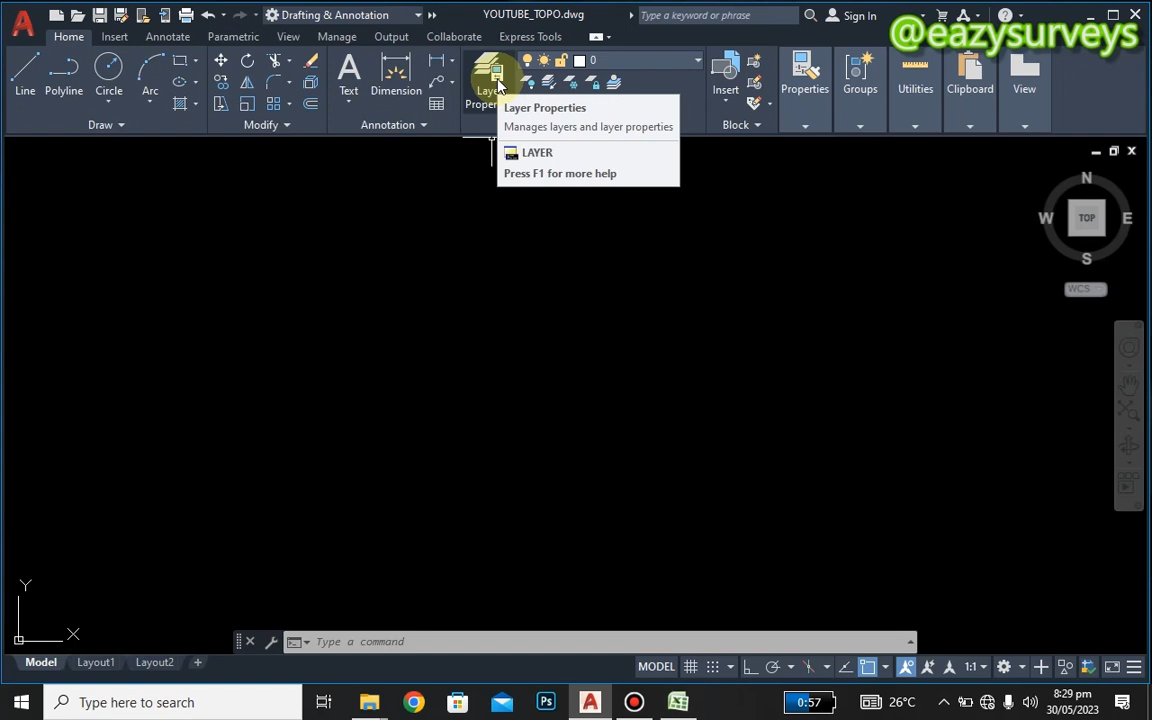 Drafting & Annotation
YOUTUBE_TOPO.dwg
Type a keyword or phrase
Sign In
@eazysurveys
Home
Insert
Annotate
Parametric
View
Manage
Output
Collaborate
Express Tools
Line
Polyline
Circle
Arc
Text
Dimension
Layer
Proper
0
Insert
Properties
Groups
Utilities
Clipboard
View
Draw
Modify
Annotation
Block
Layer Properties
Manages layers and layer properties
LAYER
Press F1 for more help
N
W
TOP
E
S
WCS
Y
X
Type a command
Model
Layout1
Layout2
MODEL
1:1
Type here to search
Ps
A
0:57
26°C
8:29 pm
30/05/2023